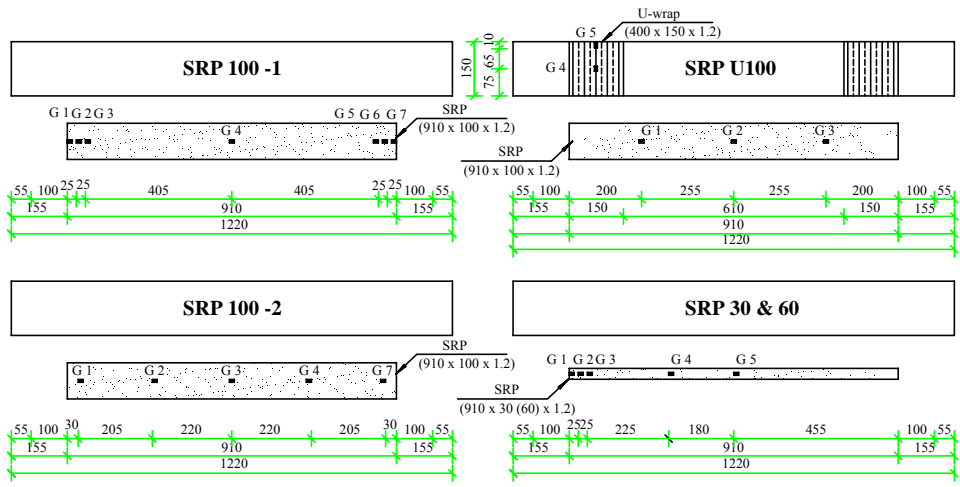 SRP 100 -1
G 1 G 2 G 3
G 4
G 5 G 6 G 7
SRP
(910 x 100 x 1.2)
55 100 25 25 405 405 25 25 100 55
155 910 155
1220
U-wrap
(400 x 150 x 1.2)
G 5
10
65
75
150
G 4
SRP U100
G 1 G 2 G 3
SRP
(910 x 100 x 1.2)
55 100 200 255 255 200 100 55
155 150 610 150 155
910
1220
SRP 100 -2
SRP
(910 x 100 x 1.2)
G 1 G 2 G 3 G 4 G 7
55 100 30 205 220 220 205 30 100 55
155 910 155
1220
SRP 30 & 60
G 1 G 2 G 3 G 4 G 5
SRP
(910 x 30 (60) x 1.2)
55 100 25 25 225 180 455 100 55
155 910 155
1220